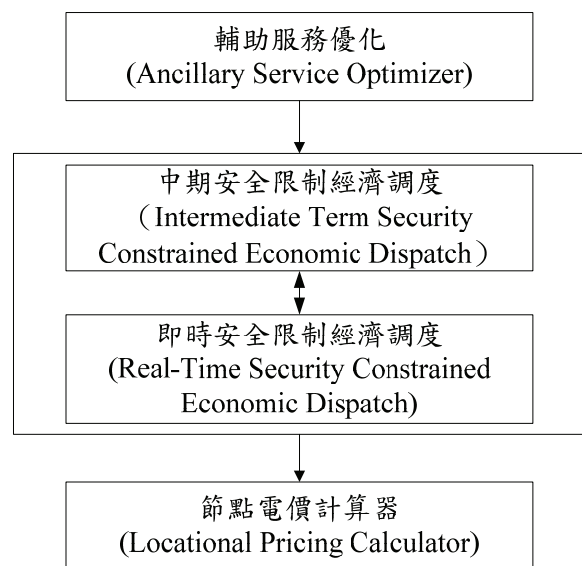 輔助服務優化
(Ancillary Service Optimizer)
中期安全限制經濟調度
（Intermediate Term Security
Constrained Economic Dispatch）
即時安全限制經濟調度
(Real-Time Security Constrained
Economic Dispatch)
節點電價計算器
(Locational Pricing Calculator)